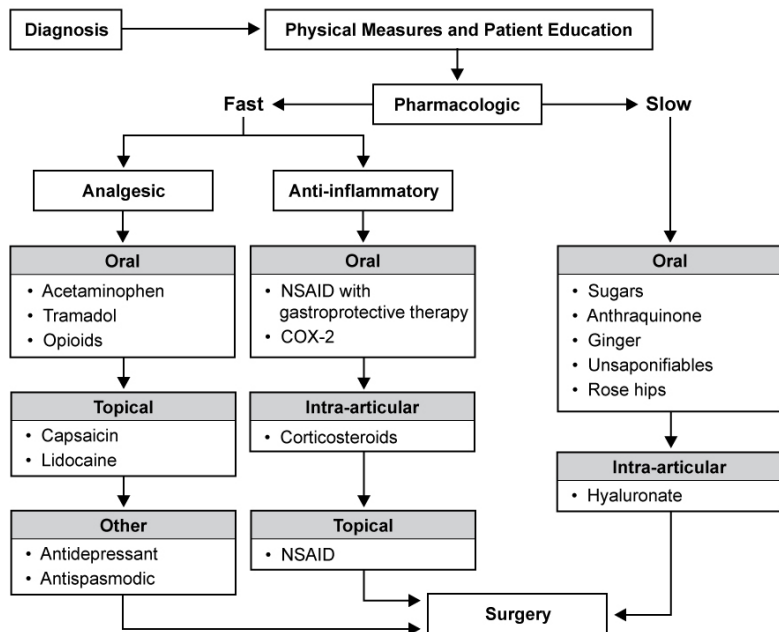 Diagnosis
Physical Measures and Patient Education
Fast
Pharmacologic
Slow
Analgesic
Anti-inflammatory
Oral
• Acetaminophen
• Tramadol
• Opioids
Oral
• NSAID with
gastroprotective therapy
• COX-2
Oral
• Sugars
• Anthraquinone
• Ginger
• Unsaponifiables
• Rose hips
Topical
• Capsaicin
• Lidocaine
Intra-articular
• Corticosteroids
Intra-articular
• Hyaluronate
Other
• Antidepressant
• Antispasmodic
Topical
• NSAID
Surgery